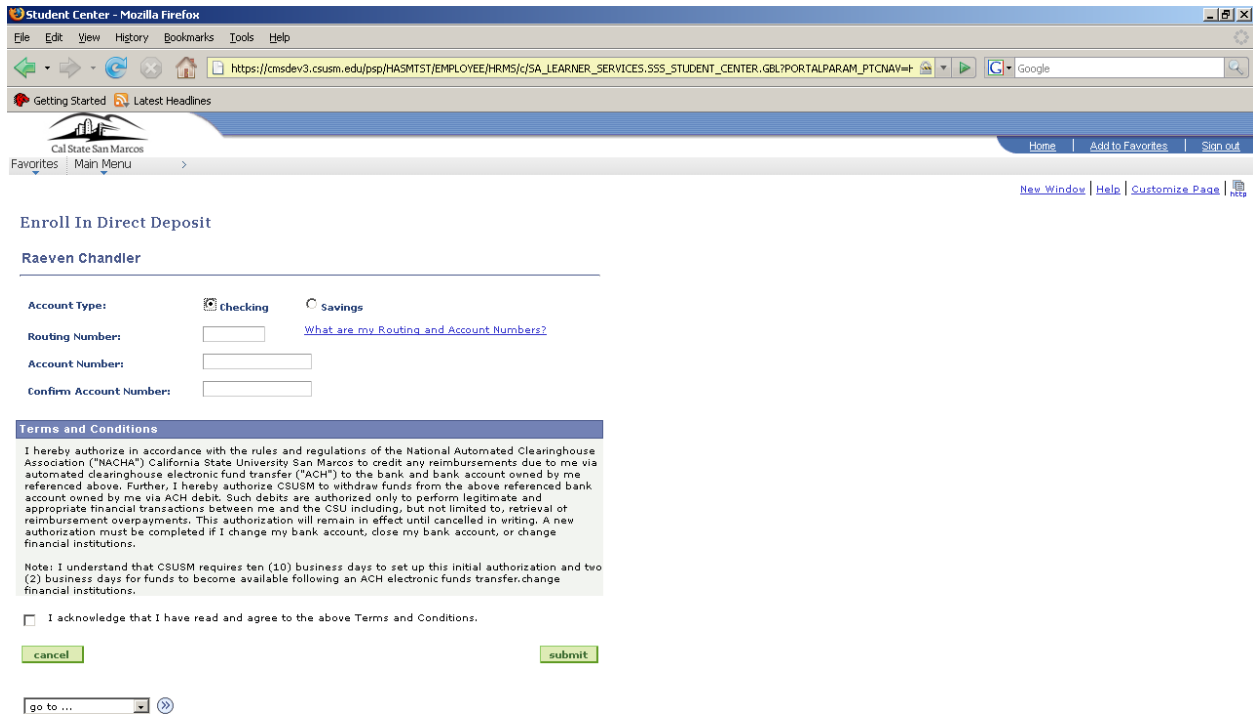 Student Center - Mozilla Firefox
File Edit View History Bookmarks Tools Help
https://cmsdev3.csusm.edu/psp/HASMTST/EMPLOYEE/HRMS/c/SA_LEARNER_SERVICES.SSS_STUDENT_CENTER.GBL?PORTALPARAM_PTCNAV=H
G Google
Getting Started Latest Headlines
Cal State San Marcos
Home | Add to Favorites | Sign out
Favorites Main Menu >
New Window | Help | Customize Page | http
Enroll In Direct Deposit
Raeven Chandler
Account Type: Checking Savings
Routing Number: What are my Routing and Account Numbers?
Account Number:
Confirm Account Number:
Terms and Conditions
I hereby authorize in accordance with the rules and regulations of the National Automated Clearinghouse
Association ("NACHA") California State University San Marcos to credit any reimbursements due to me via
automated clearinghouse electronic fund transfer ("ACH") to the bank and bank account owned by me
referenced above. Further, I hereby authorize CSUSM to withdraw funds from the above referenced bank
account owned by me via ACH debit. Such debits are authorized only to perform legitimate and
appropriate financial transactions between me and the CSU including, but not limited to, retrieval of
reimbursement overpayments. This authorization will remain in effect until cancelled in writing. A new
authorization must be completed if I change my bank account, close my bank account, or change
financial institutions.
Note: I understand that CSUSM requires ten (10) business days to set up this initial authorization and two
(2) business days for funds to become available following an ACH electronic funds transfer.change
financial institutions.
I acknowledge that I have read and agree to the above Terms and Conditions.
cancel submit
go to ...